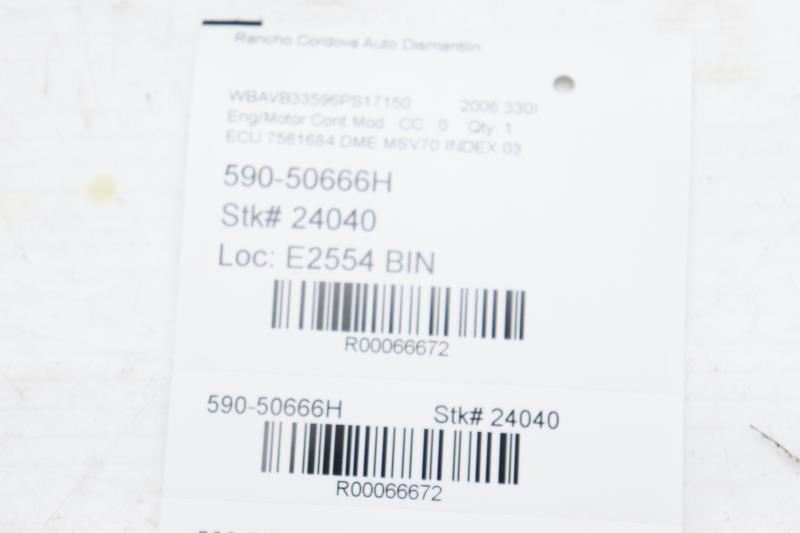 Rancho Cordova Auto Dismantlin
WBAVB33596PS17150 2006 330I
Eng/Motor Cont Mod CC: 0 Qty: 1
ECU 7561684 DME MSV70 INDEX 03
590-50666H
Stk# 24040
Loc: E2554 BIN
R00066672
590-50666H Stk# 24040
R00066672